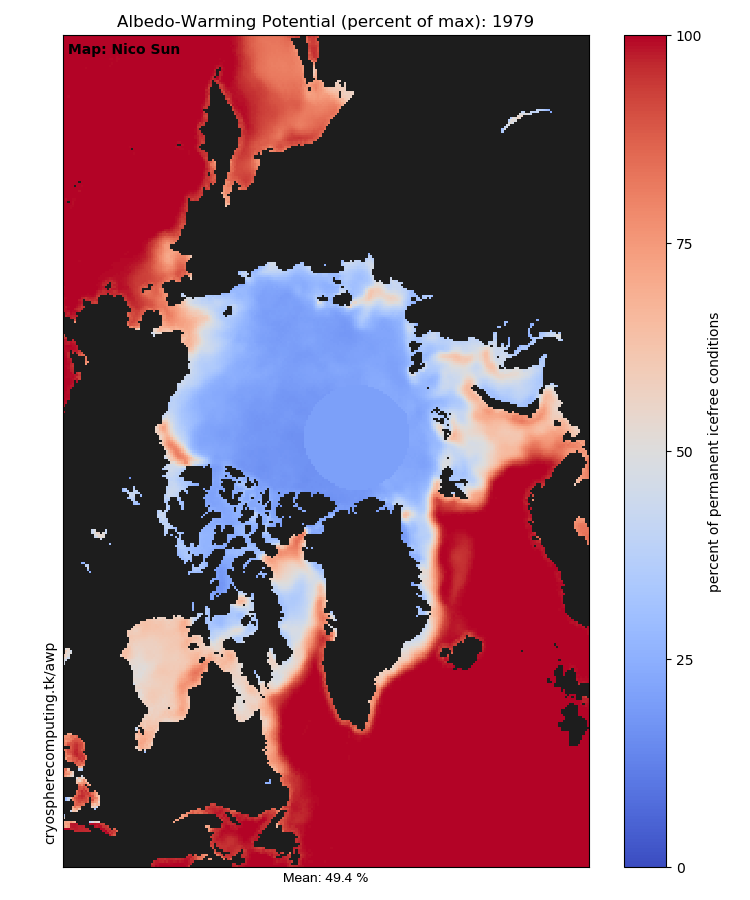 Albedo-Warming Potential (percent of max): 1979
Map: Nico Sun
100
75
50
25
0
percent of permanent icefree conditions
cryospherecomputing.tk/awp
Mean: 49.4 %